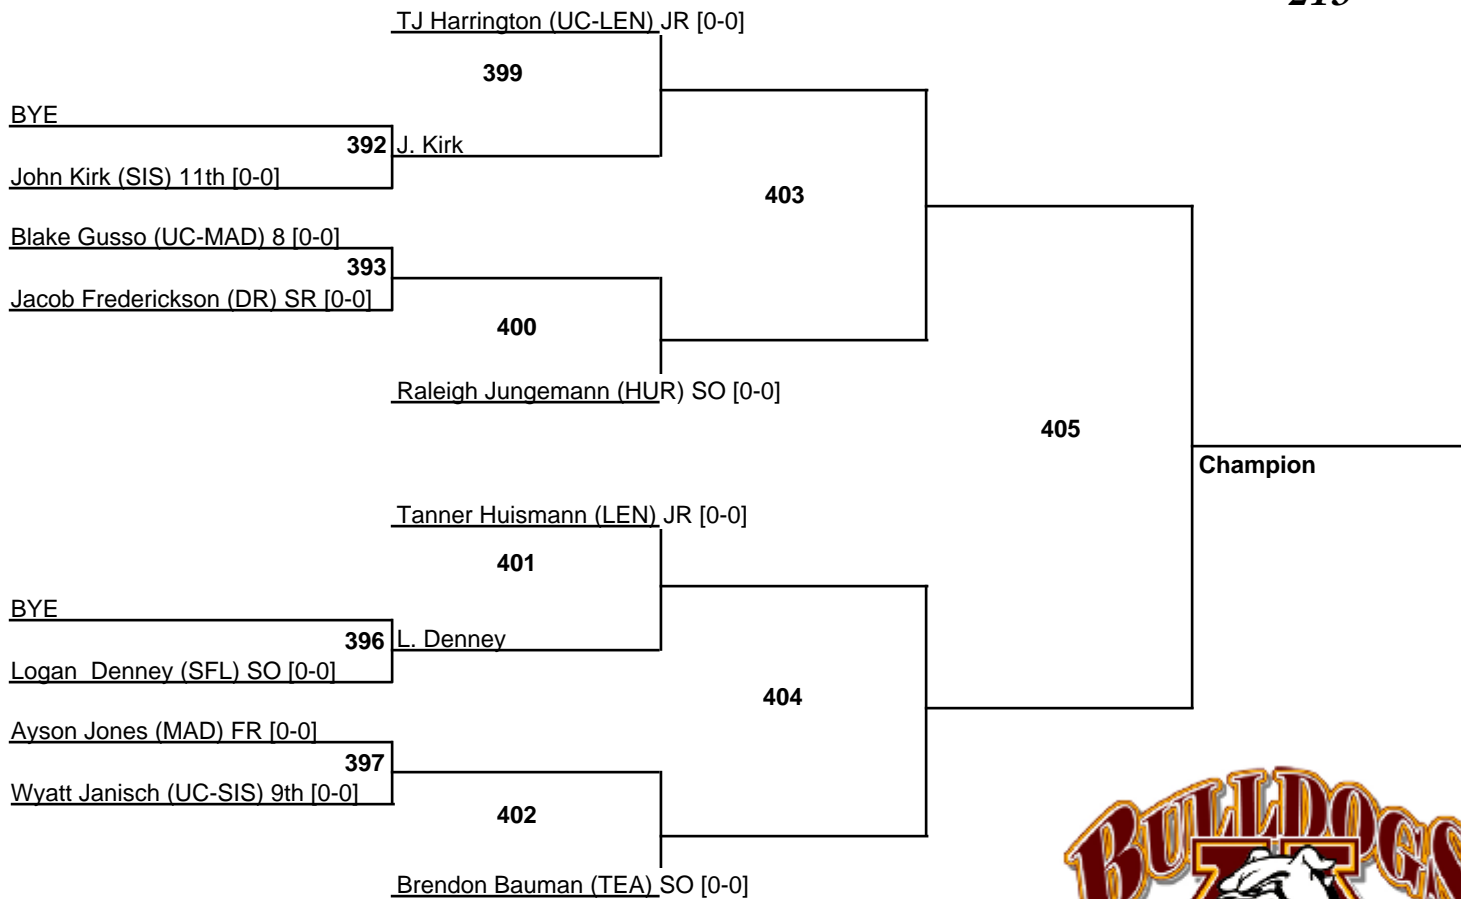 TJ Harrington (UC-LEN) JR [0-0]
399
BYE
392 J. Kirk
John Kirk (SIS) 11th [0-0]
403
Blake Gusso (UC-MAD) 8 [0-0]
393
Jacob Frederickson (DR) SR [0-0]
400
Raleigh Jungemann (HUR) SO [0-0]
405
Champion
Tanner Huismann (LEN) JR [0-0]
401
BYE
396 L. Denney
Logan Denney (SFL) SO [0-0]
404
Ayson Jones (MAD) FR [0-0]
397
Wyatt Janisch (UC-SIS) 9th [0-0]
402
Brendon Bauman (TEA) SO [0-0]
BULLDOGS